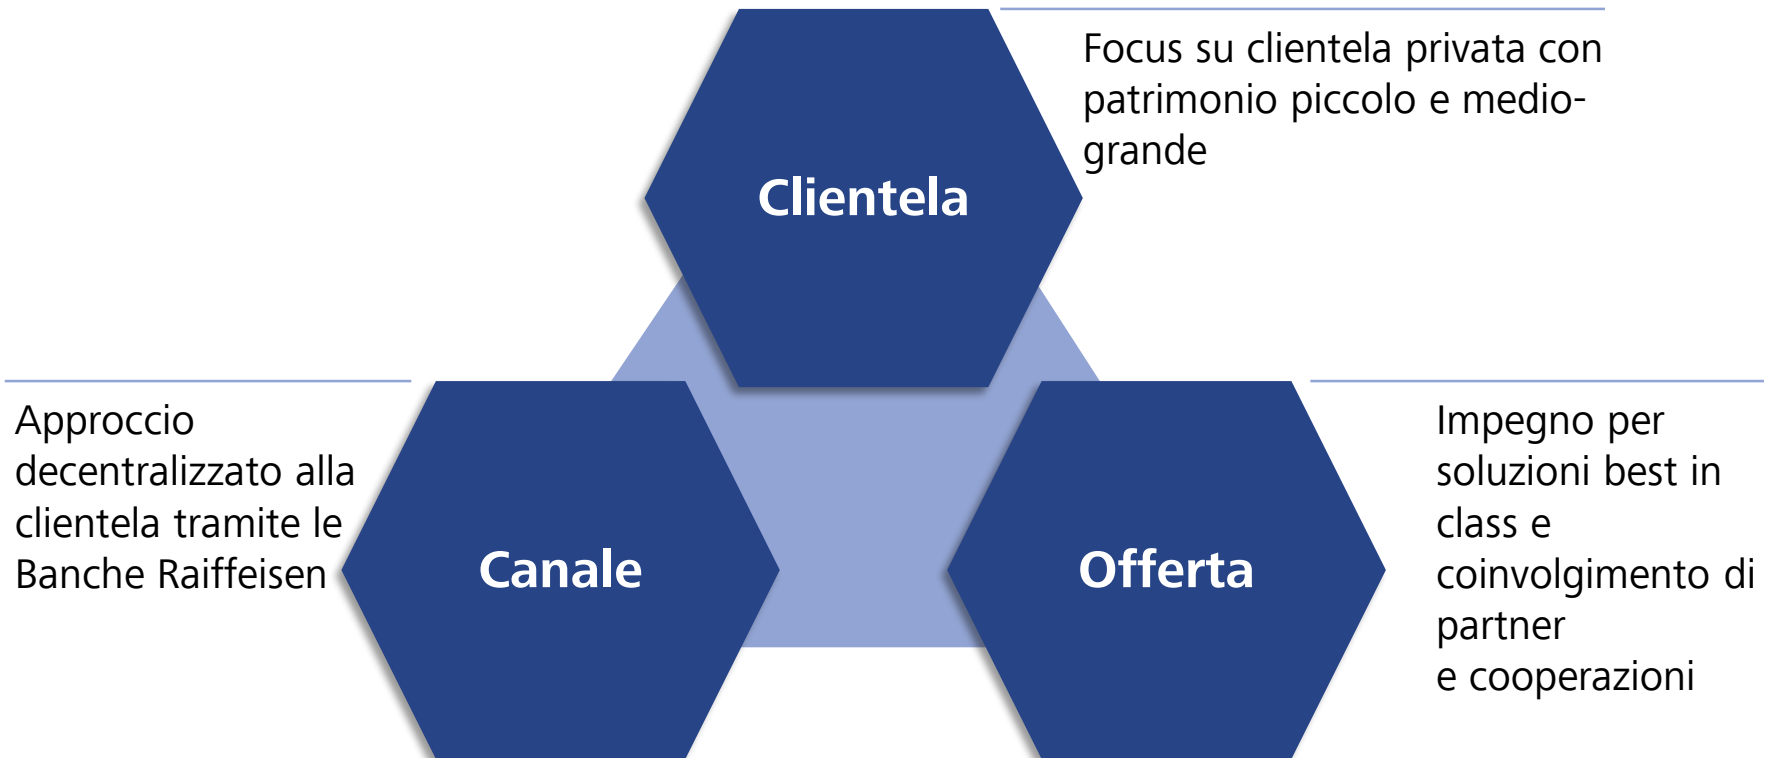 Focus su clientela privata con
patrimonio piccolo e medio-
grande
Clientela
Approccio
decentralizzato alla
clientela tramite le
Banche Raiffeisen
Canale
Offerta
Impegno per
soluzioni best in
class e
coinvolgimento di
partner
e cooperazioni